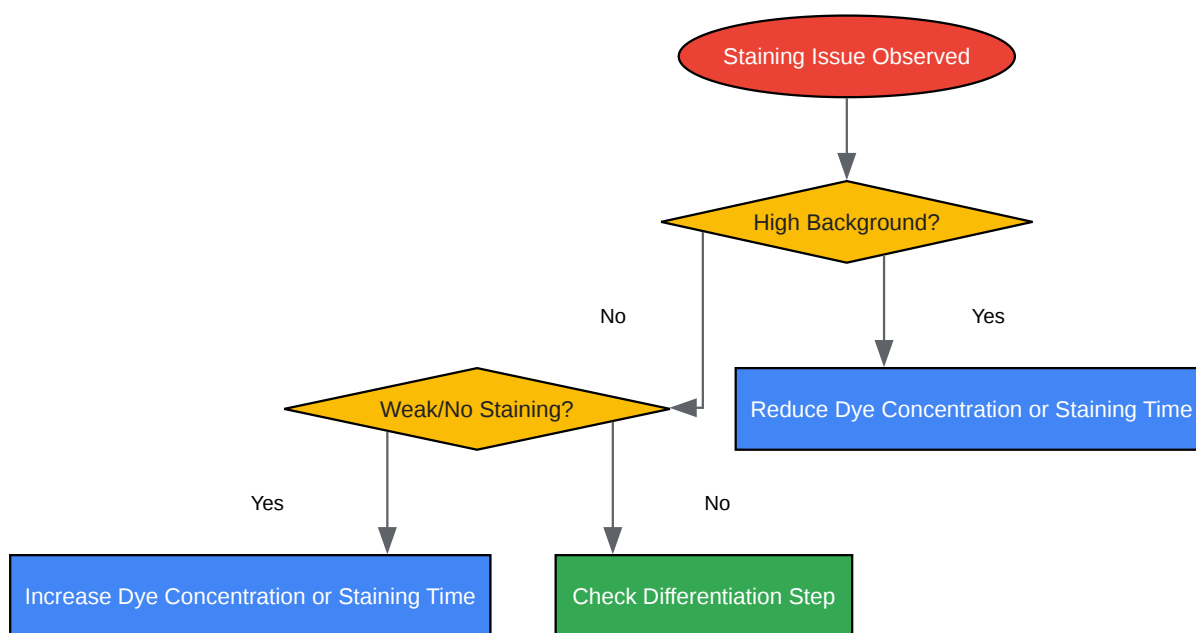 Staining Issue Observed
High Background?
No
Yes
Weak/No Staining?
Reduce Dye Concentration or Staining Time
Yes
No
Increase Dye Concentration or Staining Time
Check Differentiation Step